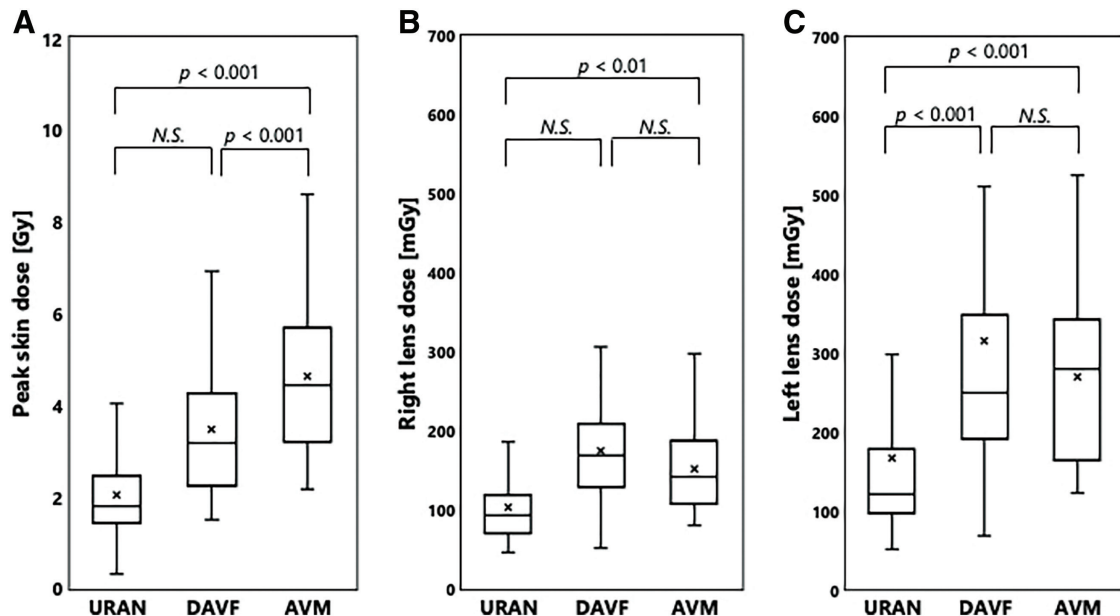 A
12
10
8
6
4
2
0
Peak skin dose [Gy]
p < 0.001
N.S.
p < 0.001
URAN DAVF AVM
B
700
600
500
400
300
200
100
0
Right lens dose [mGy]
p < 0.01
N.S.
N.S.
URAN DAVF AVM
C
700
600
500
400
300
200
100
0
Left lens dose [mGy]
p < 0.001
p < 0.001
N.S.
URAN DAVF AVM